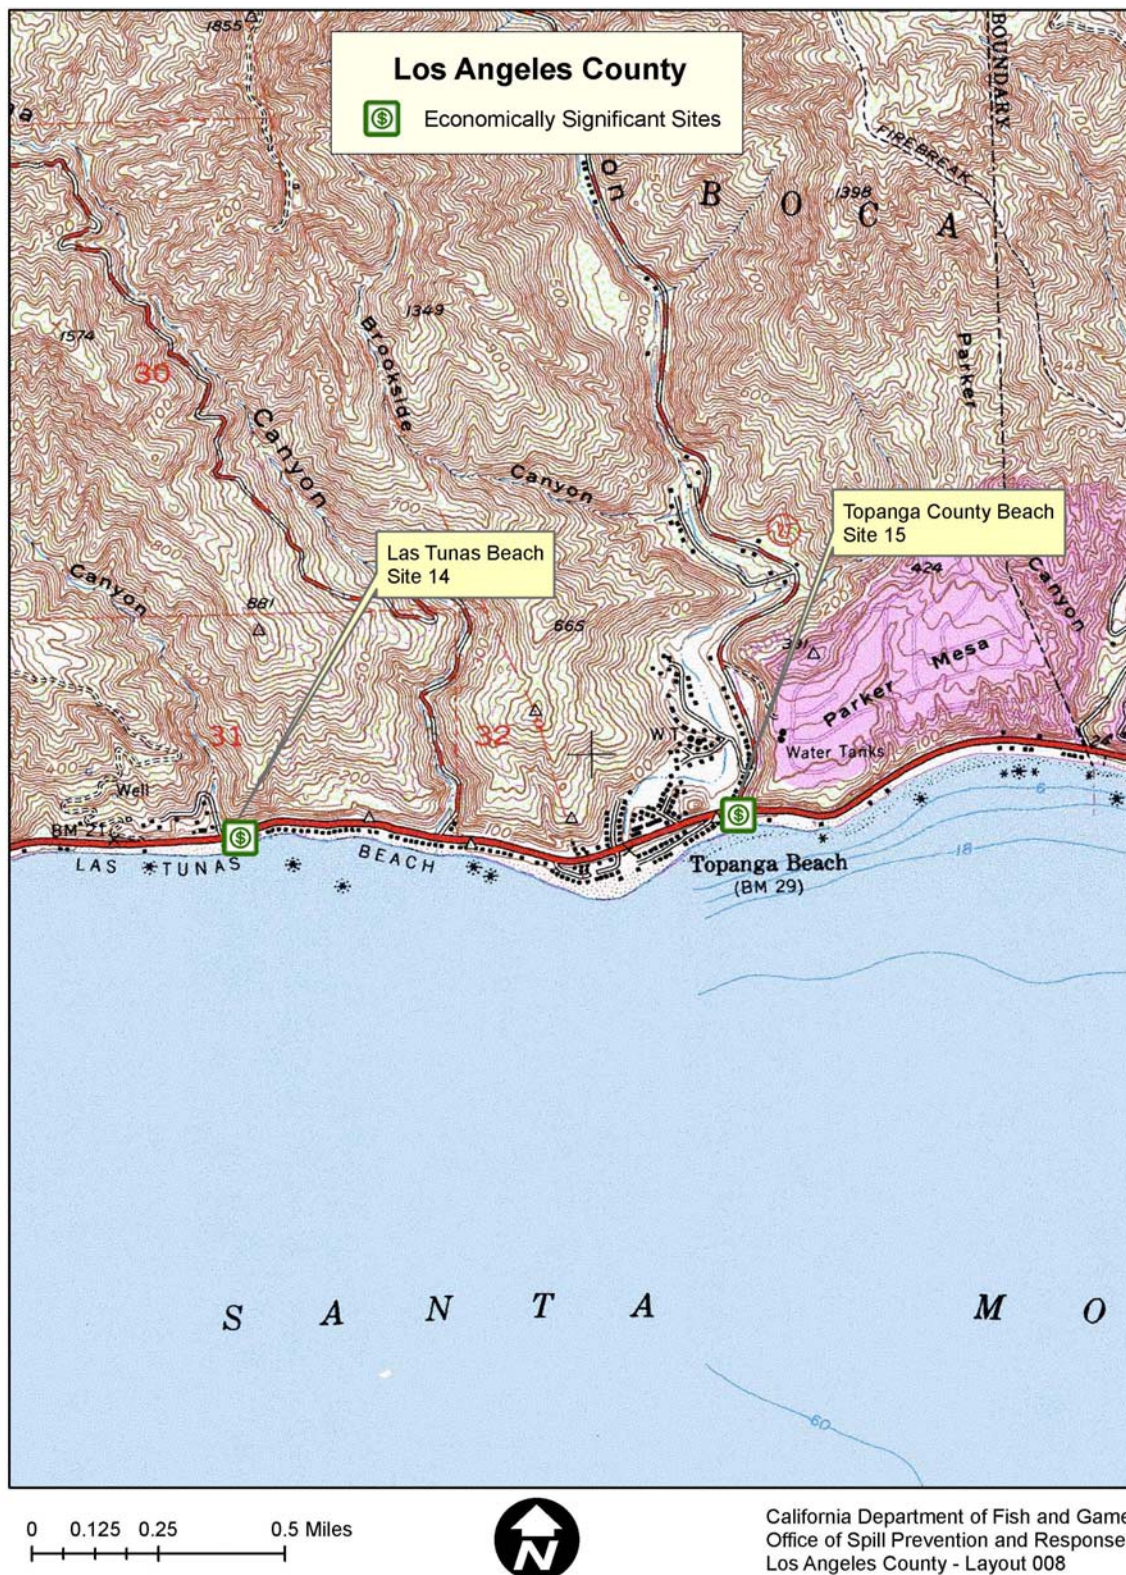 1855
Los Angeles County
$ Economically Significant Sites
BOUNDARY
FIREBREAK
on
B O C A
1398
1349
1574
30
Brookside
Canyon
Parker
Canyon
Canyon
Topanga County Beach
Site 15
Las Tunas Beach
Site 14
424
Canyon
881
665
391
Parker Mesa
31
32
W T
Water Tanks
Well
BM 21
$
$
LAS TUNAS BEACH
Topanga Beach
(BM 29)
6
18
S A N T A M O
60
0 0.125 0.25 0.5 Miles
N
California Department of Fish and Game
Office of Spill Prevention and Response
Los Angeles County - Layout 008